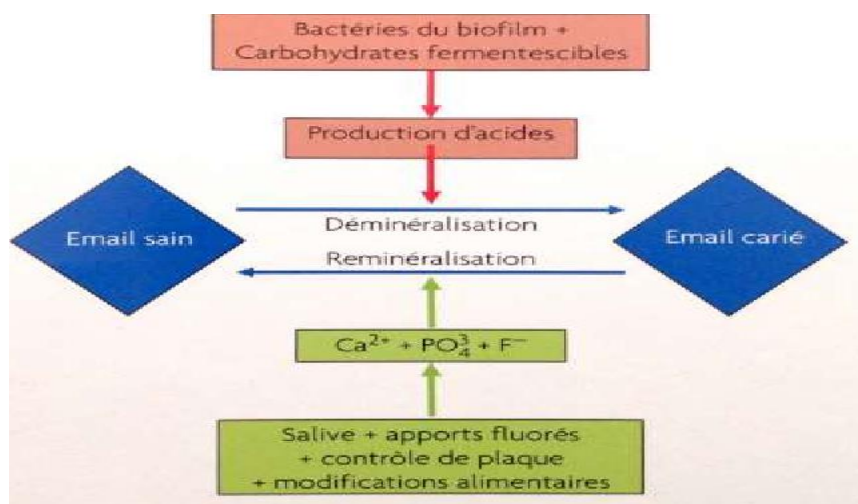 Bactéries du biofilm +
Carbohydrates fermentescibles
Production d'acides
Email sain
Déminéralisation
Reminéralisation
Email carié
Ca²⁺ + PO₄³ + F⁻
Salive + apports fluorés
+ contrôle de plaque
+ modifications alimentaires